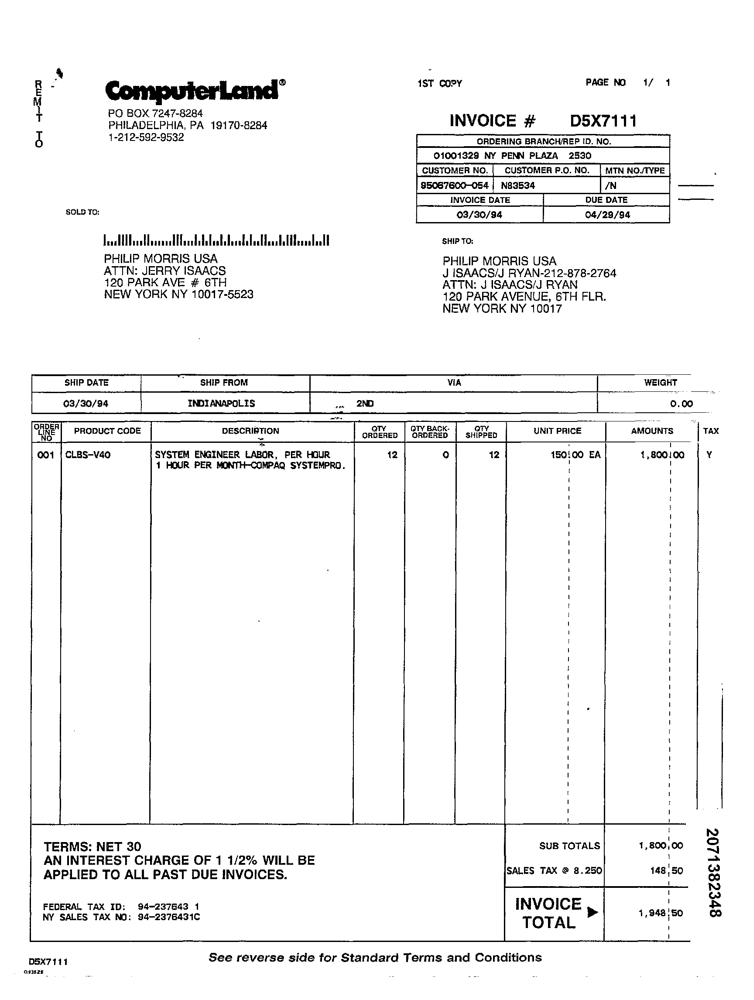 REMIT TO
ComputerLand®
PO BOX 7247-8284
PHILADELPHIA, PA 19170-8284
1-212-592-9532
1ST COPY
PAGE NO 1/ 1
INVOICE # D5X7111
ORDERING BRANCH/REP ID. NO.
01001329 NY PENN PLAZA 2530
CUSTOMER NO. CUSTOMER P.O. NO. MTN NO./TYPE
95067600-054 N83534 /N
INVOICE DATE DUE DATE
03/30/94 04/29/94
SOLD TO:
PHILIP MORRIS USA
ATTN: JERRY ISAACS
120 PARK AVE # 6TH
NEW YORK NY 10017-5523
SHIP TO:
PHILIP MORRIS USA
J ISAACS/J RYAN-212-878-2764
ATTN: J ISAACS/J RYAN
120 PARK AVENUE, 6TH FLR.
NEW YORK NY 10017
SHIP DATE SHIP FROM VIA WEIGHT
03/30/94 INDIANAPOLIS 2ND 0.00
ORDER LINE NO PRODUCT CODE DESCRIPTION QTY ORDERED QTY BACK-ORDERED QTY SHIPPED UNIT PRICE AMOUNTS TAX
001 CLBS-V40 SYSTEM ENGINEER LABOR, PER HOUR 12 0 12 150 00 EA 1,800 00 Y
1 HOUR PER MONTH-COMPAQ SYSTEMPRO.
TERMS: NET 30
AN INTEREST CHARGE OF 1 1/2% WILL BE
APPLIED TO ALL PAST DUE INVOICES.
FEDERAL TAX ID: 94-237643 1
NY SALES TAX NO: 94-2376431C
SUB TOTALS 1,800 00
SALES TAX @ 8.250 148 50
INVOICE TOTAL 1,948 50
2071382348
D5X7111
See reverse side for Standard Terms and Conditions